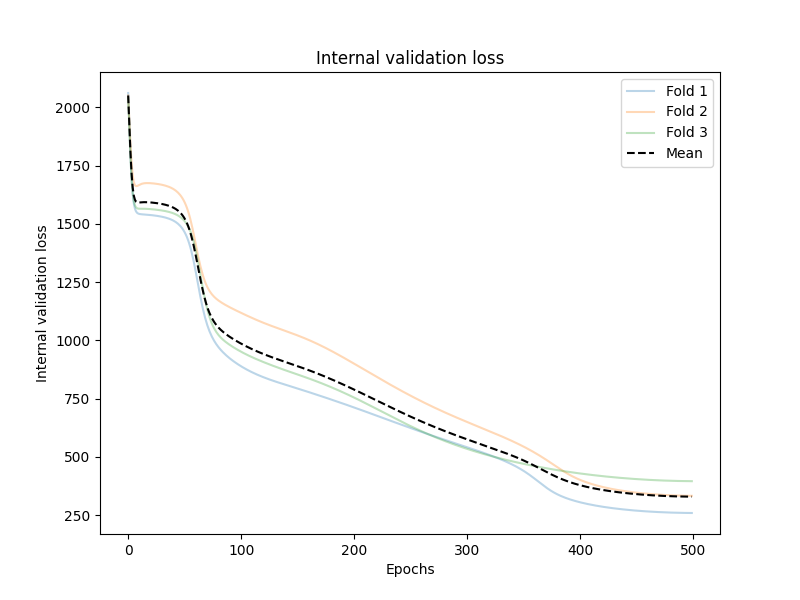 Internal validation loss
Fold 1
Fold 2
Fold 3
Mean
Internal validation loss
2000
1750
1500
1250
1000
750
500
250
0 100 200 300 400 500
Epochs